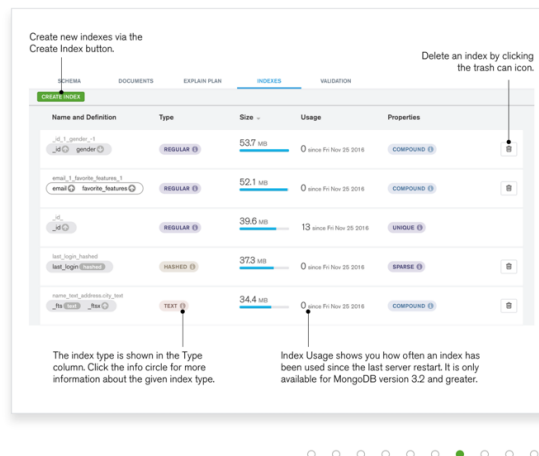 Create new indexes via the
Create Index button.
Delete an index by clicking
the trash can icon.
SCHEMA DOCUMENTS EXPLAIN PLAN INDEXES VALIDATION
CREATE INDEX
Name and Definition Type Size Usage Properties
_id_1_gender_-1
_id gender REGULAR 53.7 MB 0 since Fri Nov 25 2016 COMPOUND
email_1_favorite_features_1
email favorite_features REGULAR 52.1 MB 0 since Fri Nov 25 2016 COMPOUND
_id_
_id REGULAR 39.6 MB 13 since Fri Nov 25 2016 UNIQUE
last_login_hashed
last_login hashed HASHED 37.3 MB 0 since Fri Nov 25 2016 SPARSE
name_text_address.city_text
_fts text _ftsx TEXT 34.4 MB 0 since Fri Nov 25 2016 COMPOUND
The index type is shown in the Type
column. Click the info circle for more
information about the given index type.
Index Usage shows you how often an index has
been used since the last server restart. It is only
available for MongoDB version 3.2 and greater.